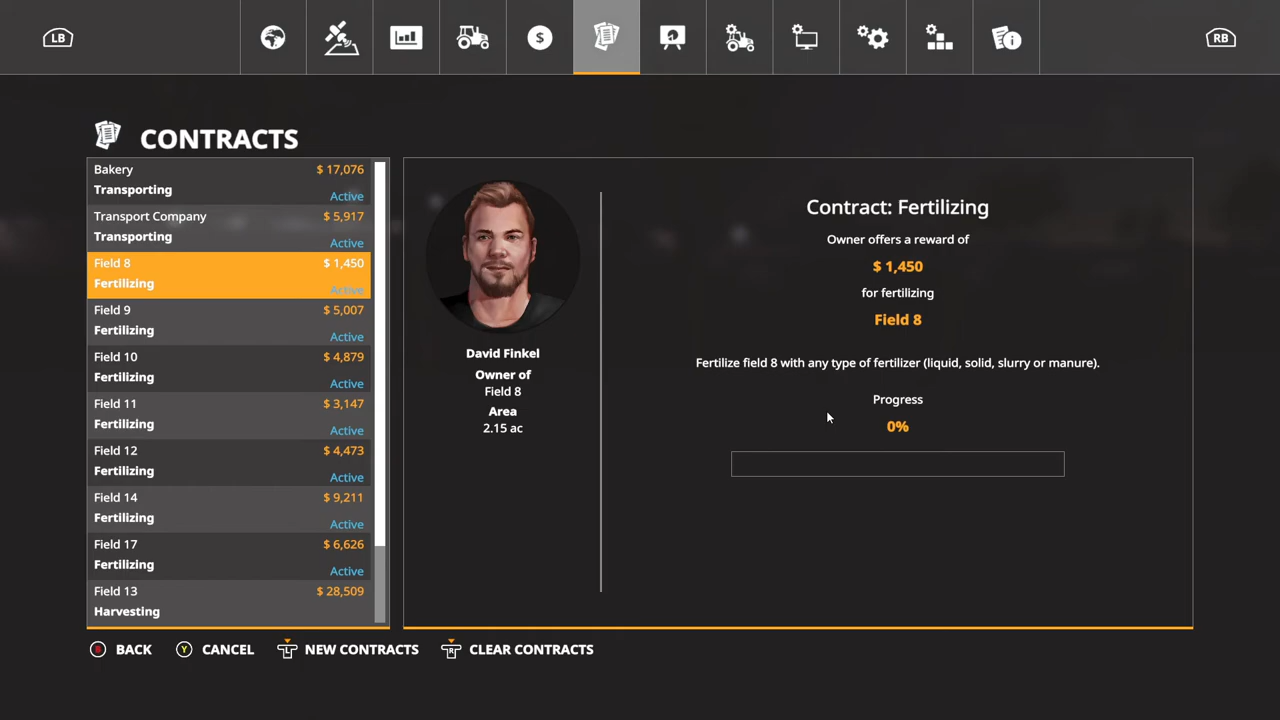 LB
RB
CONTRACTS
Bakery $ 17,076
Transporting
Active
Transport Company $ 5,917
Transporting
Active
Field 8 $ 1,450
Fertilizing
Active
Field 9 $ 5,007
Fertilizing
Active
Field 10 $ 4,879
Fertilizing
Active
Field 11 $ 3,147
Fertilizing
Active
Field 12 $ 4,473
Fertilizing
Active
Field 14 $ 9,211
Fertilizing
Active
Field 17 $ 6,626
Fertilizing
Active
Field 13 $ 28,509
Harvesting
David Finkel
Owner of
Field 8
Area
2.15 ac
Contract: Fertilizing
Owner offers a reward of
$ 1,450
for fertilizing
Field 8
Fertilize field 8 with any type of fertilizer (liquid, solid, slurry or manure).
Progress
0%
B BACK Y CANCEL L NEW CONTRACTS R CLEAR CONTRACTS